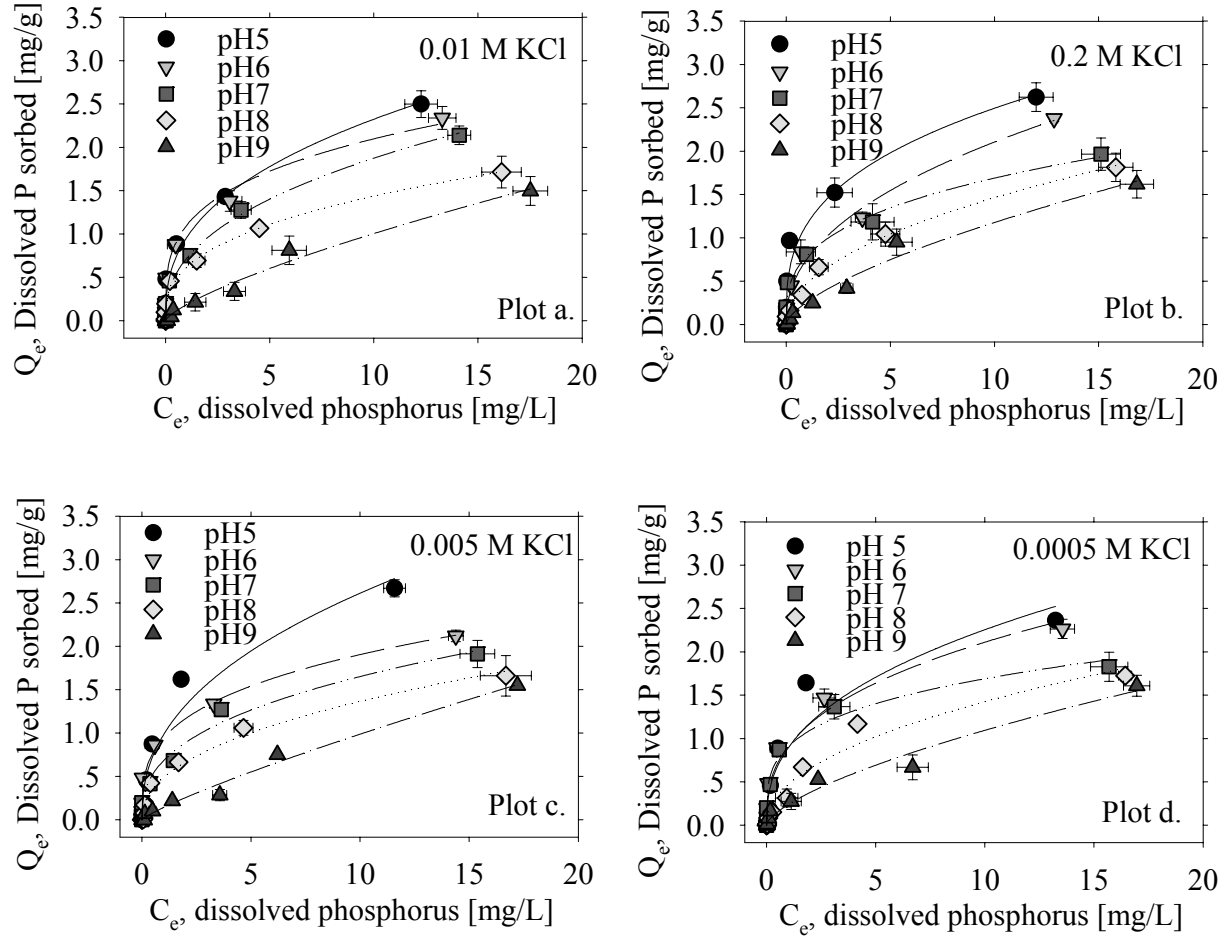 Qe, Dissolved P sorbed [mg/g]
3.5
3.0
2.5
2.0
1.5
1.0
.5
0.0
pH5
pH6
pH7
pH8
pH9
0.01 M KCl
Plot a.
0 5 10 15 20
Ce, dissolved phosphorus [mg/L]
Qe, Dissolved P sorbed [mg/g]
3.5
3.0
2.5
2.0
1.5
1.0
.5
0.0
pH5
pH6
pH7
pH8
pH9
0.2 M KCl
Plot b.
0 5 10 15 20
Ce, dissolved phosphorus [mg/L]
Qe, Dissolved P sorbed [mg/g]
3.5
3.0
2.5
2.0
1.5
1.0
.5
0.0
pH5
pH6
pH7
pH8
pH9
0.005 M KCl
Plot c.
0 5 10 15 20
Ce, dissolved phosphorus [mg/L]
Qe, Dissolved P sorbed [mg/g]
3.5
3.0
2.5
2.0
1.5
1.0
.5
0.0
pH 5
pH 6
pH 7
pH 8
pH 9
0.0005 M KCl
Plot d.
0 5 10 15 20
Ce, dissolved phosphorus [mg/L]